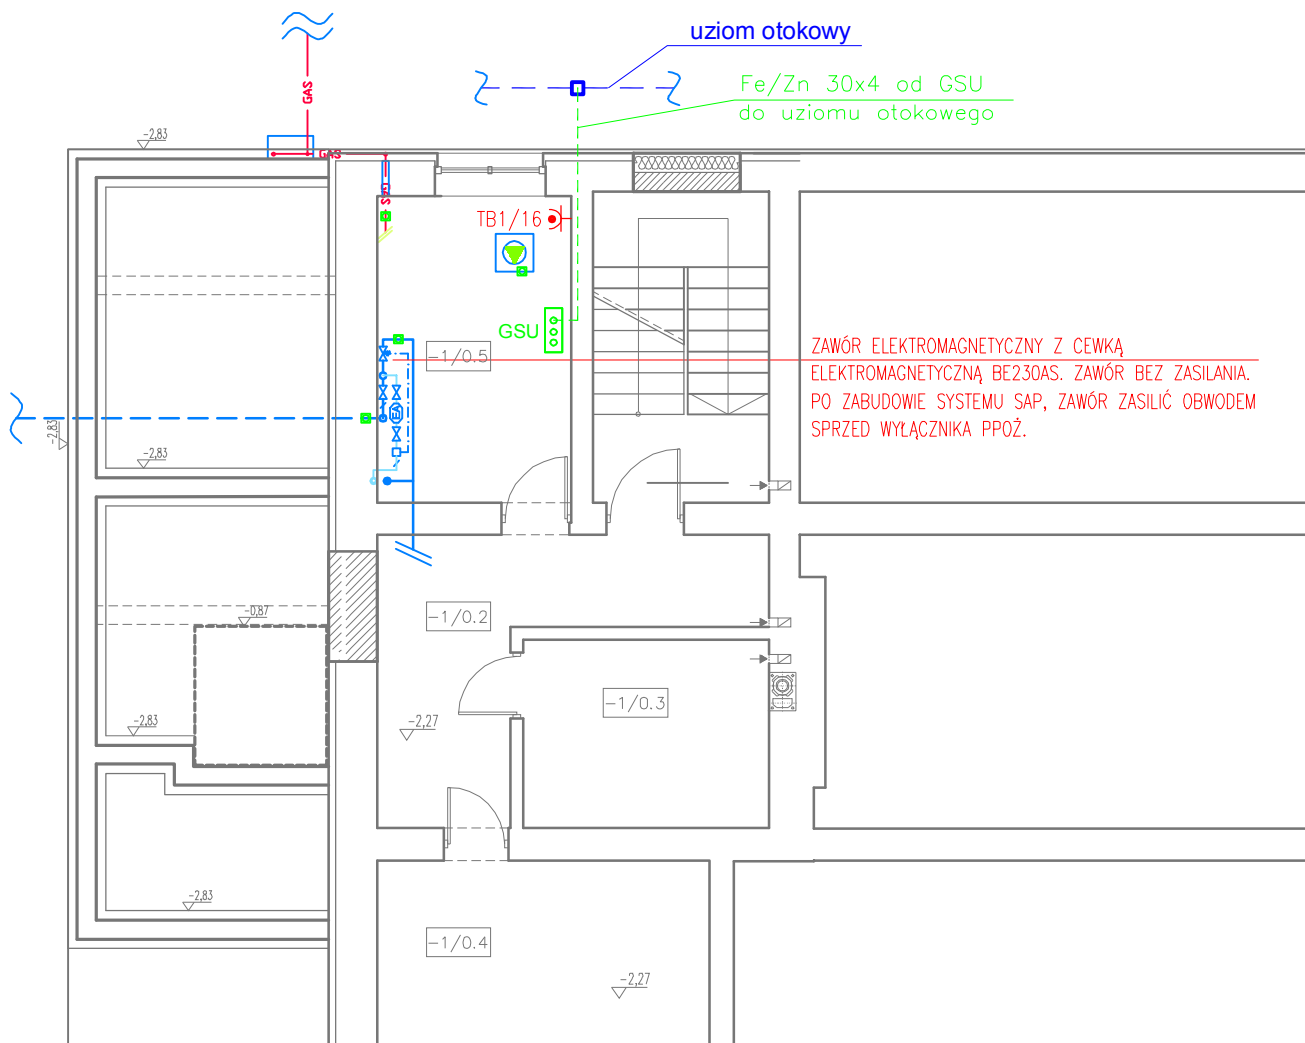 uziom otokowy
Fe/Zn 30x4 od GSU
do uziomu otokowego
GAS
-2,83
GAS
GAS
TB1/16
GSU
-1/0.5
ZAWÓR ELEKTROMAGNETYCZNY Z CEWKĄ
ELEKTROMAGNETYCZNĄ BE230AS. ZAWÓR BEZ ZASILANIA.
PO ZABUDOWIE SYSTEMU SAP, ZAWÓR ZASILIĆ OBWODEM
SPRZED WYŁĄCZNIKA PPOŻ.
EA
-2,83
-2,83
-0,87
-1/0.2
-1/0.3
-2,83
-2,27
-2,83
-1/0.4
-2,27